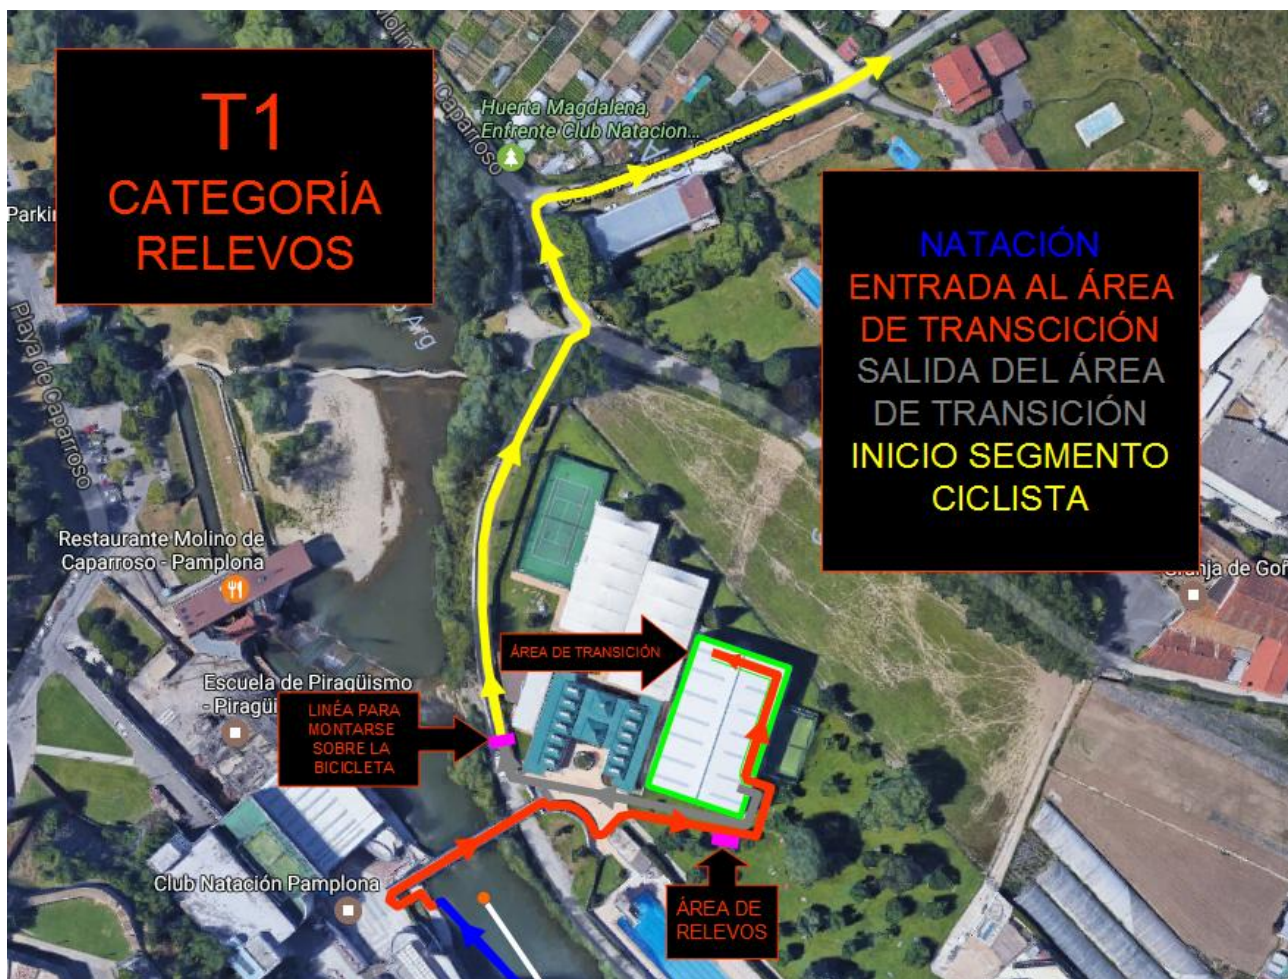 T1
CATEGORÍA
RELEVOS
Huerta Magdalena,
Enfrente Club Natacion...
Caparroso
NATACIÓN
ENTRADA AL ÁREA
DE TRANSCICIÓN
SALIDA DEL ÁREA
DE TRANSICIÓN
INICIO SEGMENTO
CICLISTA
Playa de Caparroso
Restaurante Molino de
Caparroso - Pamplona
ÁREA DE TRANSICIÓN
Escuela de Piragüismo
LINÉA PARA
MONTARSE
SOBRE LA
BICICLETA
Club Natación Pamplona
ÁREA DE
RELEVOS